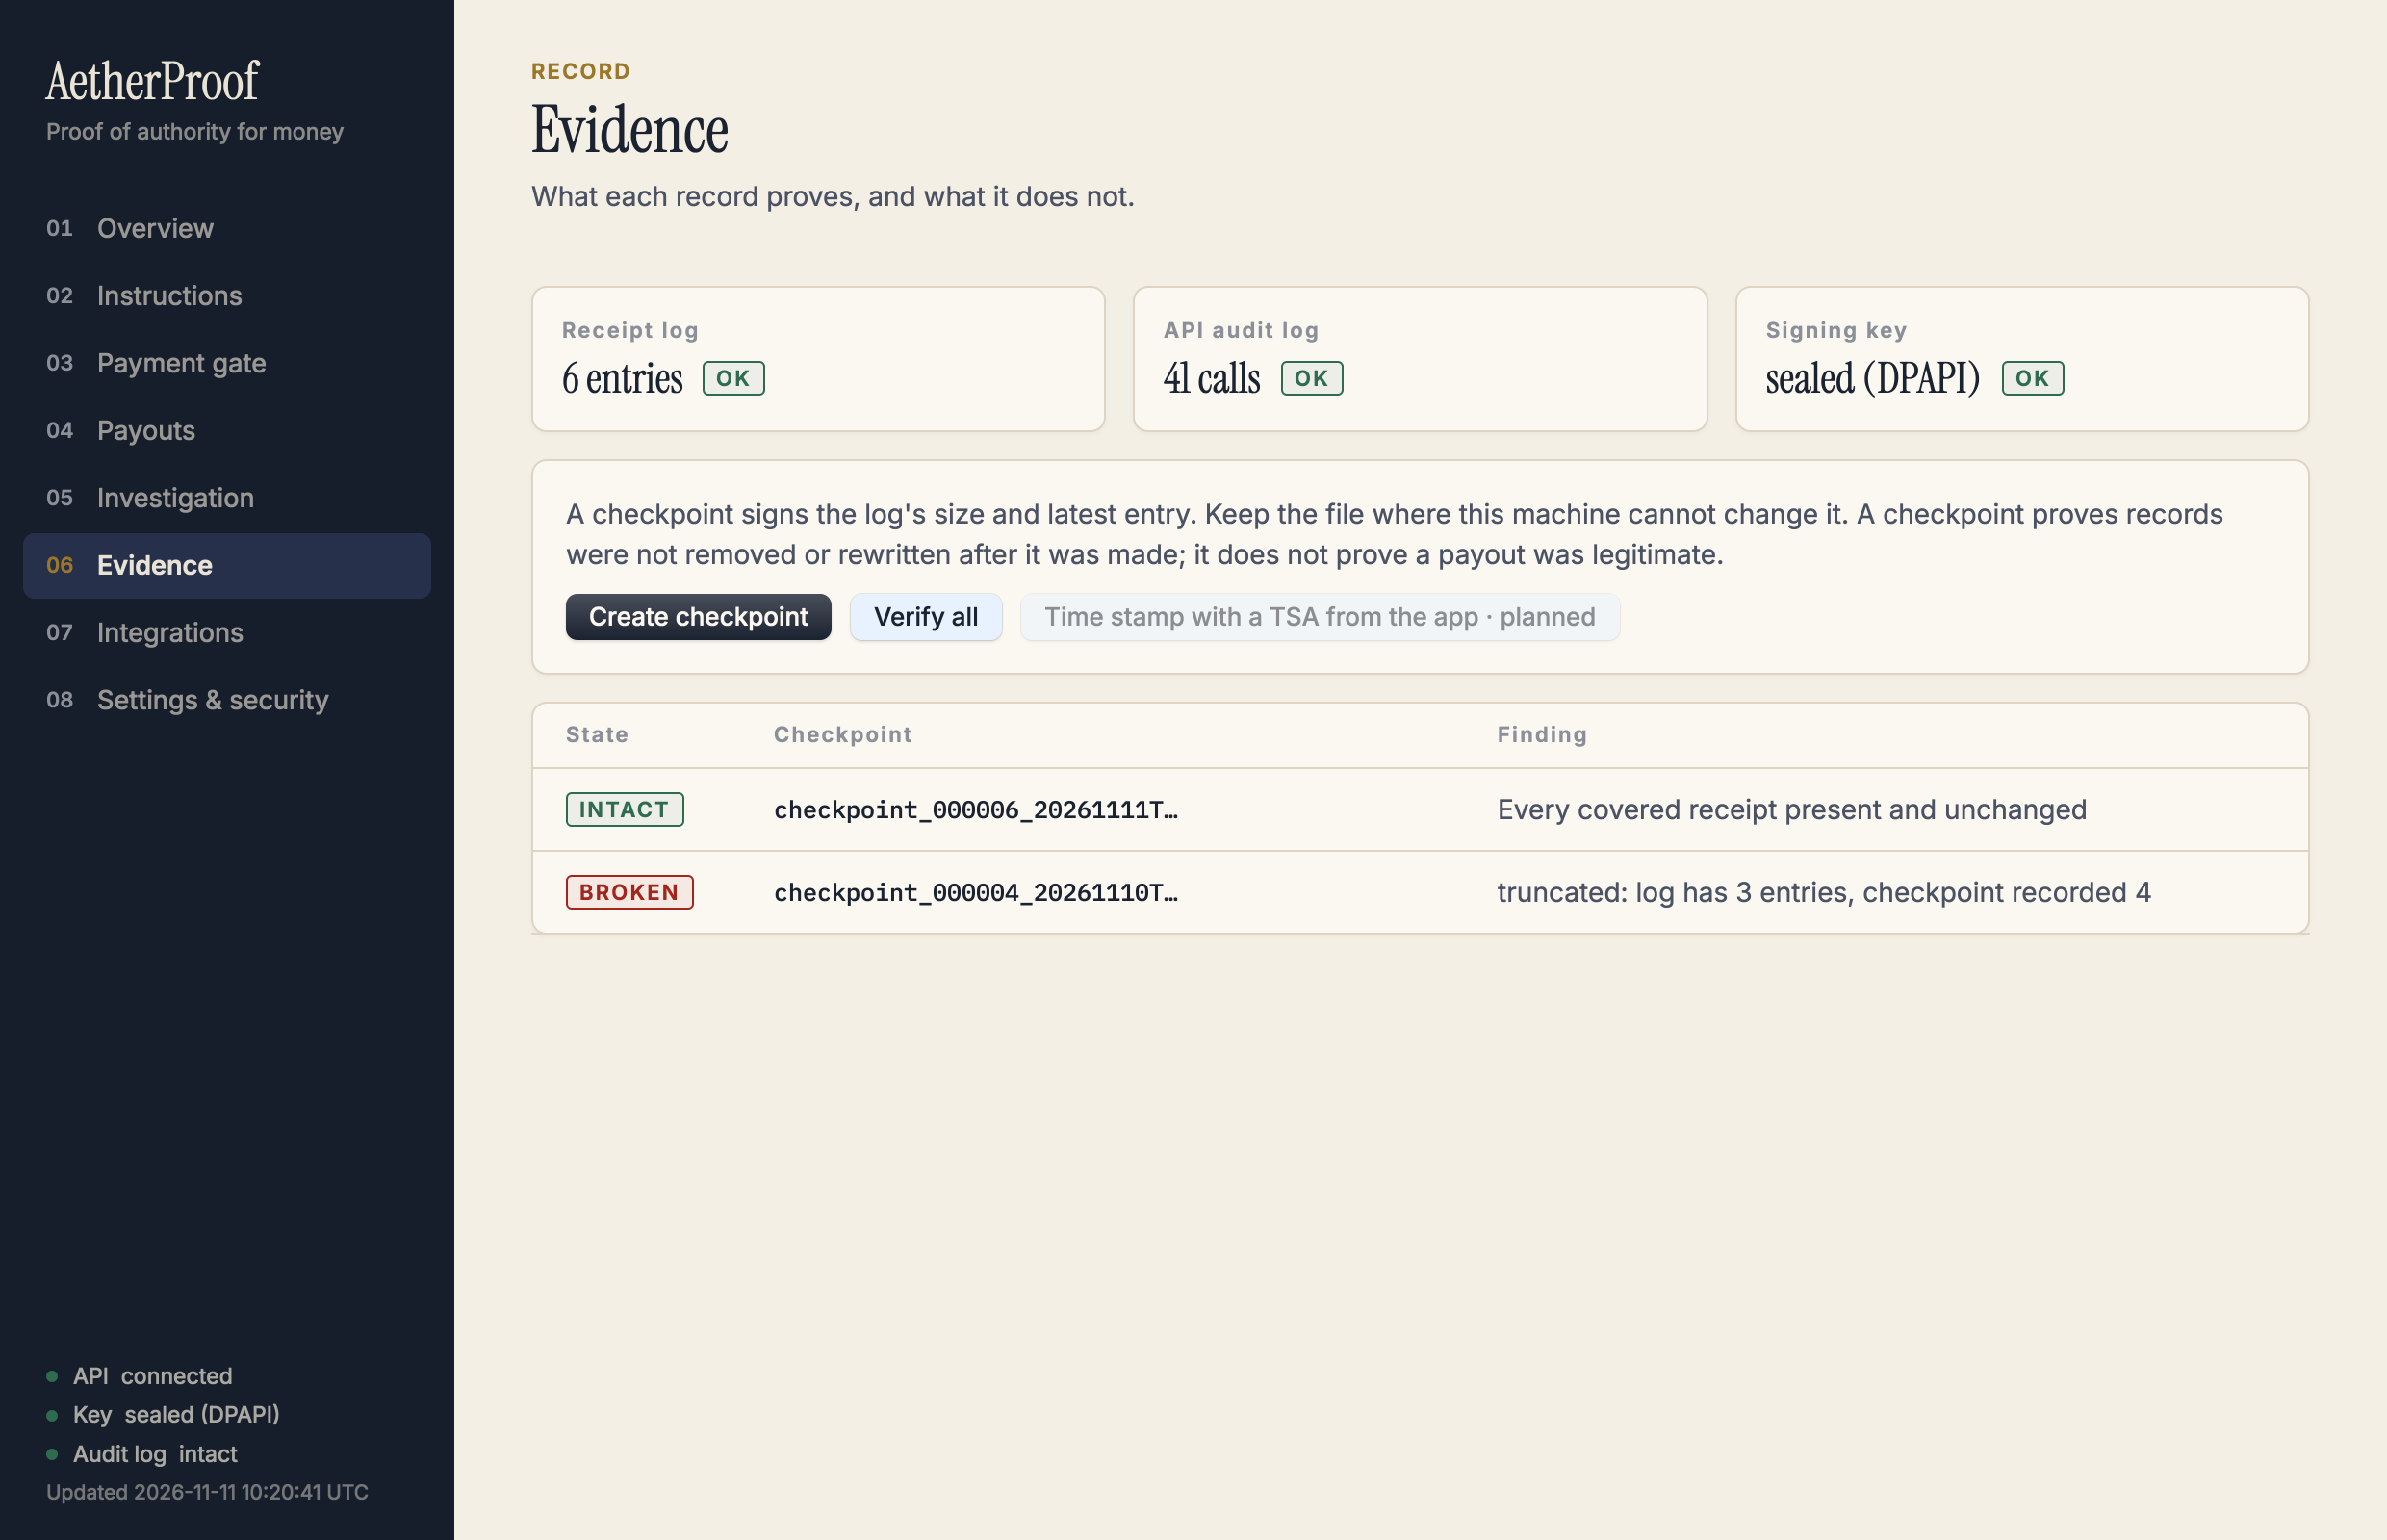 AetherProof
Proof of authority for money
01 Overview
02 Instructions
03 Payment gate
04 Payouts
05 Investigation
06 Evidence
07 Integrations
08 Settings & security
API connected
Key sealed (DPAPI)
Audit log intact
Updated 2026-11-11 10:20:41 UTC
RECORD
Evidence
What each record proves, and what it does not.
Receipt log
6 entries OK
API audit log
41 calls OK
Signing key
sealed (DPAPI) OK
A checkpoint signs the log's size and latest entry. Keep the file where this machine cannot change it. A checkpoint proves records
were not removed or rewritten after it was made; it does not prove a payout was legitimate.
Create checkpoint Verify all Time stamp with a TSA from the app · planned
State Checkpoint Finding
INTACT checkpoint_000006_20261111T… Every covered receipt present and unchanged
BROKEN checkpoint_000004_20261110T… truncated: log has 3 entries, checkpoint recorded 4